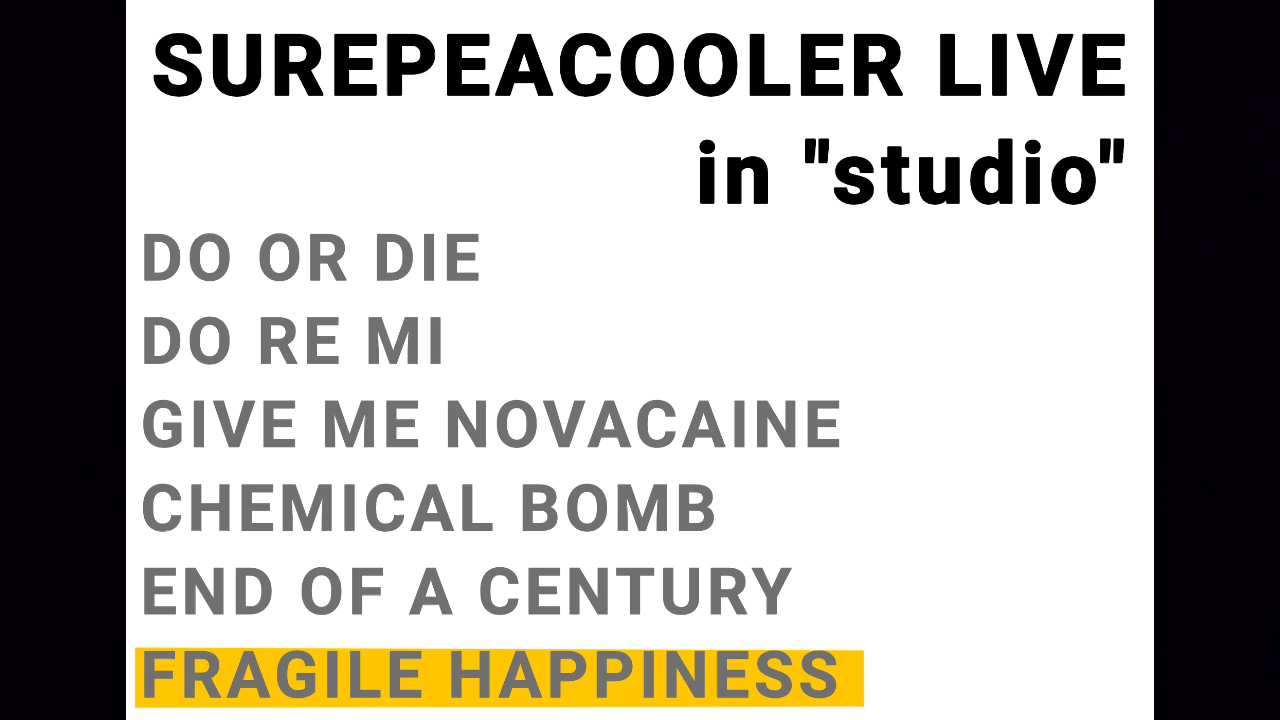 SUREPEACOOLER LIVE
in "studio"
DO OR DIE
DO RE MI
GIVE ME NOVACAINE
CHEMICAL BOMB
END OF A CENTURY
FRAGILE HAPPINESS